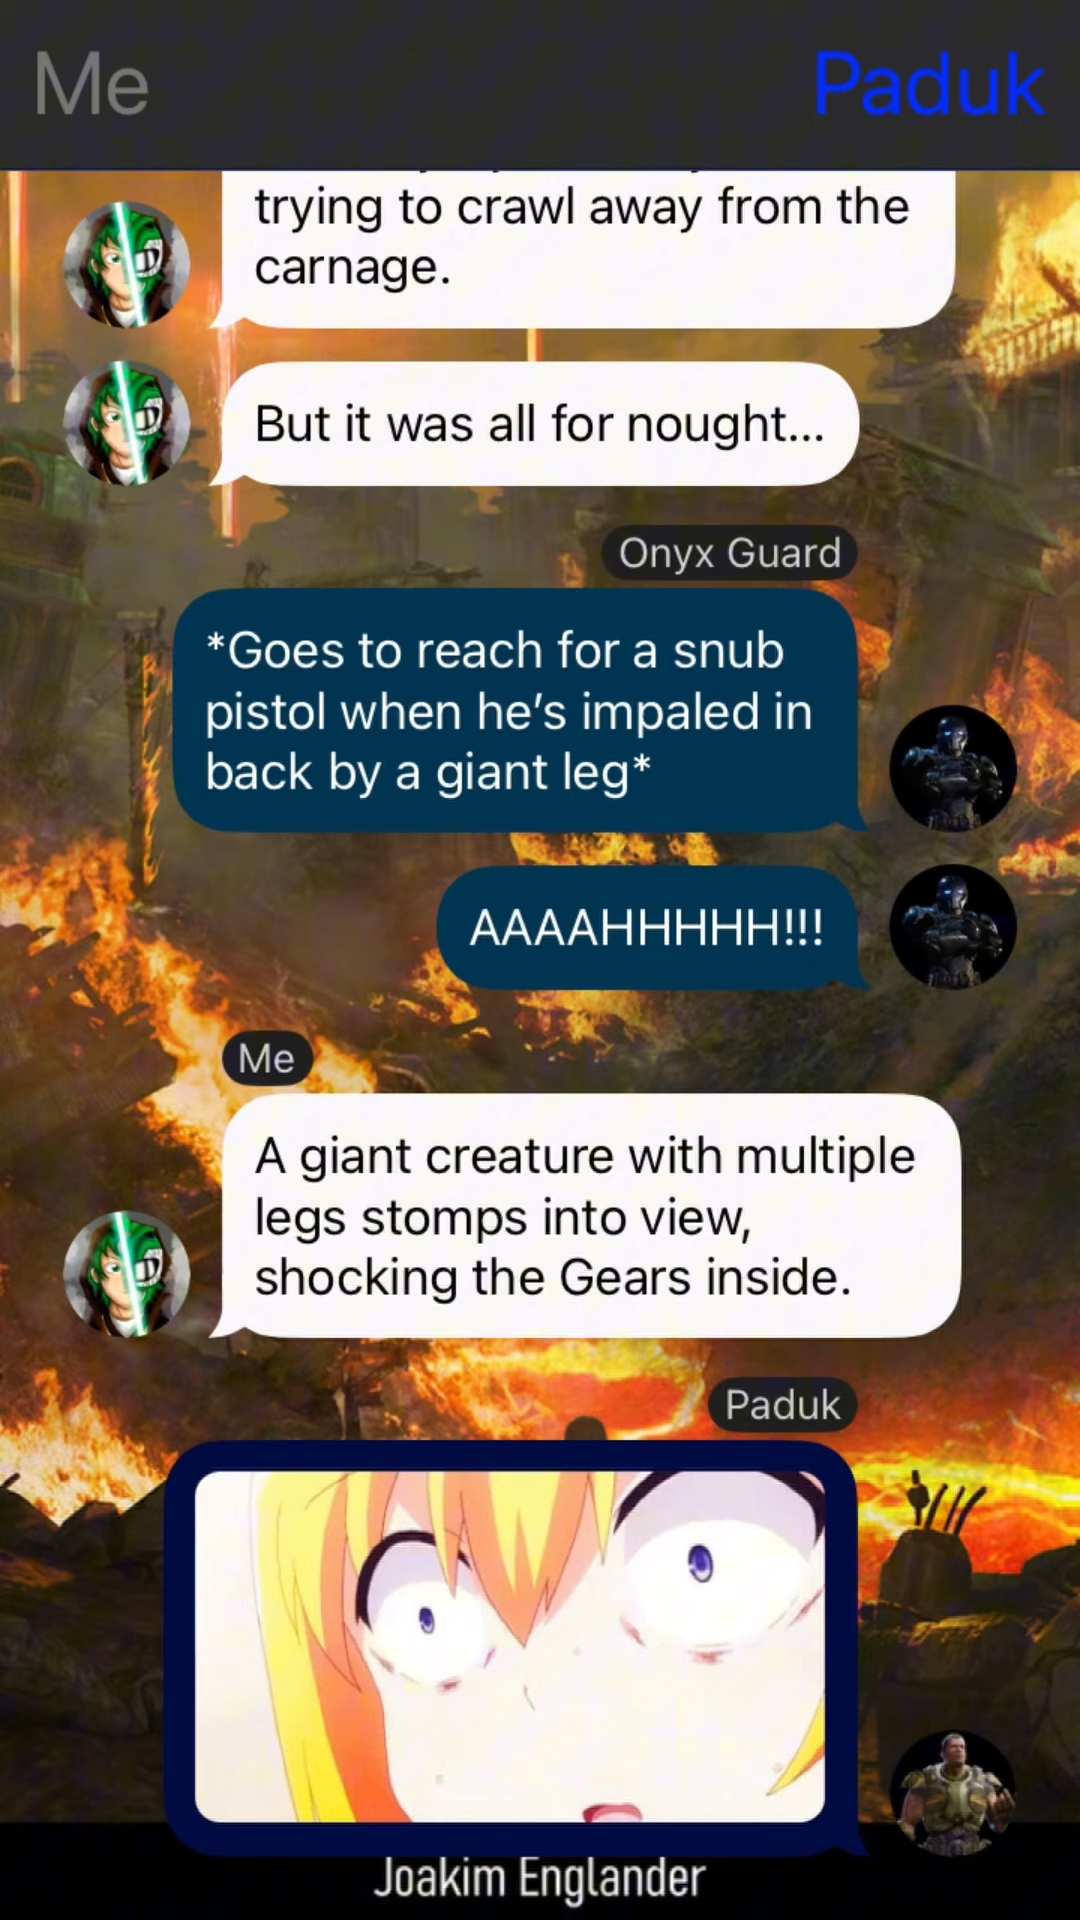 Me
Paduk
trying to crawl away from the
carnage.
But it was all for nought...
Onyx Guard
*Goes to reach for a snub
pistol when he’s impaled in
back by a giant leg*
AAAAHHHHH!!!
Me
A giant creature with multiple
legs stomps into view,
shocking the Gears inside.
Paduk
Joakim Englander